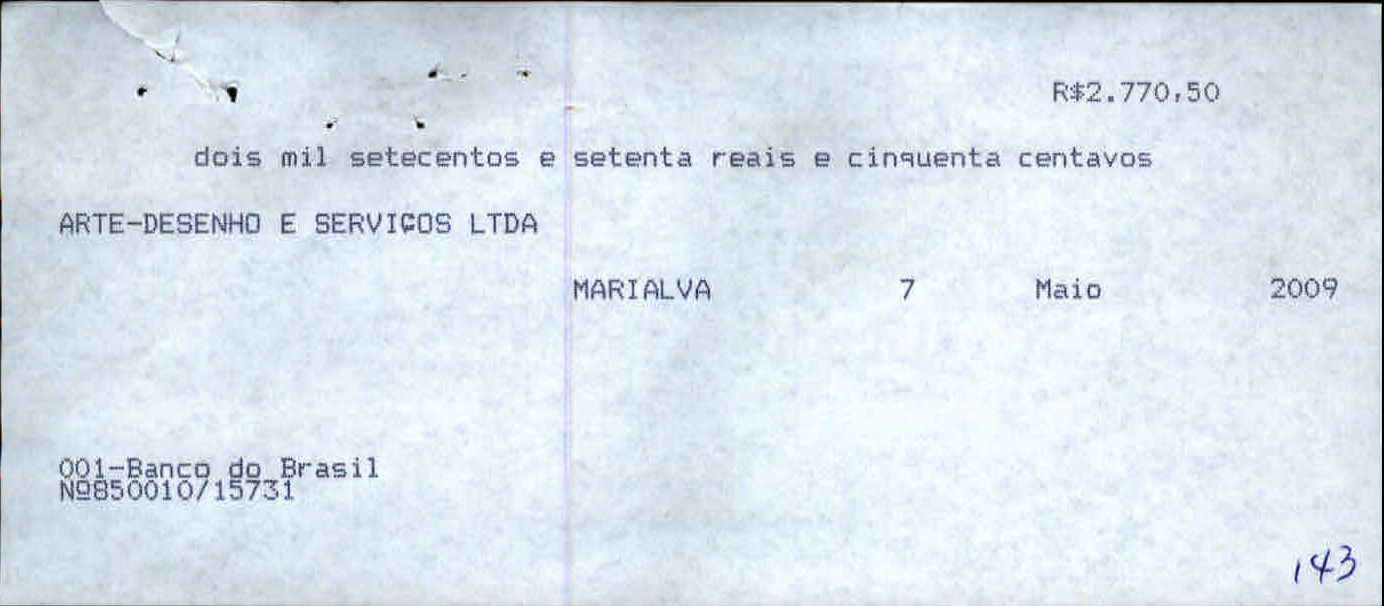 R$2.770,50
dois mil setecentos e setenta reais e cinquenta centavos
ARTE-DESENHO E SERVIÇOS LTDA
MARIALVA 7 Maio 2009
001-Banco do Brasil
Nº850010/15731
143